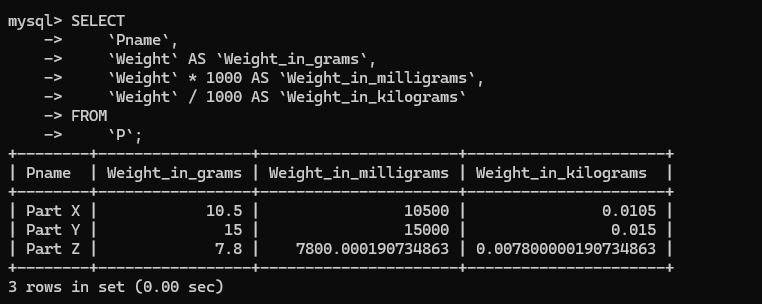 mysql> SELECT
    ->     `Pname`,
    ->     `Weight` AS `Weight_in_grams`,
    ->     `Weight` * 1000 AS `Weight_in_milligrams`,
    ->     `Weight` / 1000 AS `Weight_in_kilograms`
    -> FROM
    ->     `P`;
+--------+-----------------+----------------------+---------------------+
| Pname  | Weight_in_grams | Weight_in_milligrams | Weight_in_kilograms  |
+--------+-----------------+----------------------+---------------------+
| Part X |            10.5 |                10500 |               0.0105 |
| Part Y |              15 |                15000 |                0.015 |
| Part Z |             7.8 |    7800.000190734863 | 0.007800000190734863 |
+--------+-----------------+----------------------+---------------------+
3 rows in set (0.00 sec)